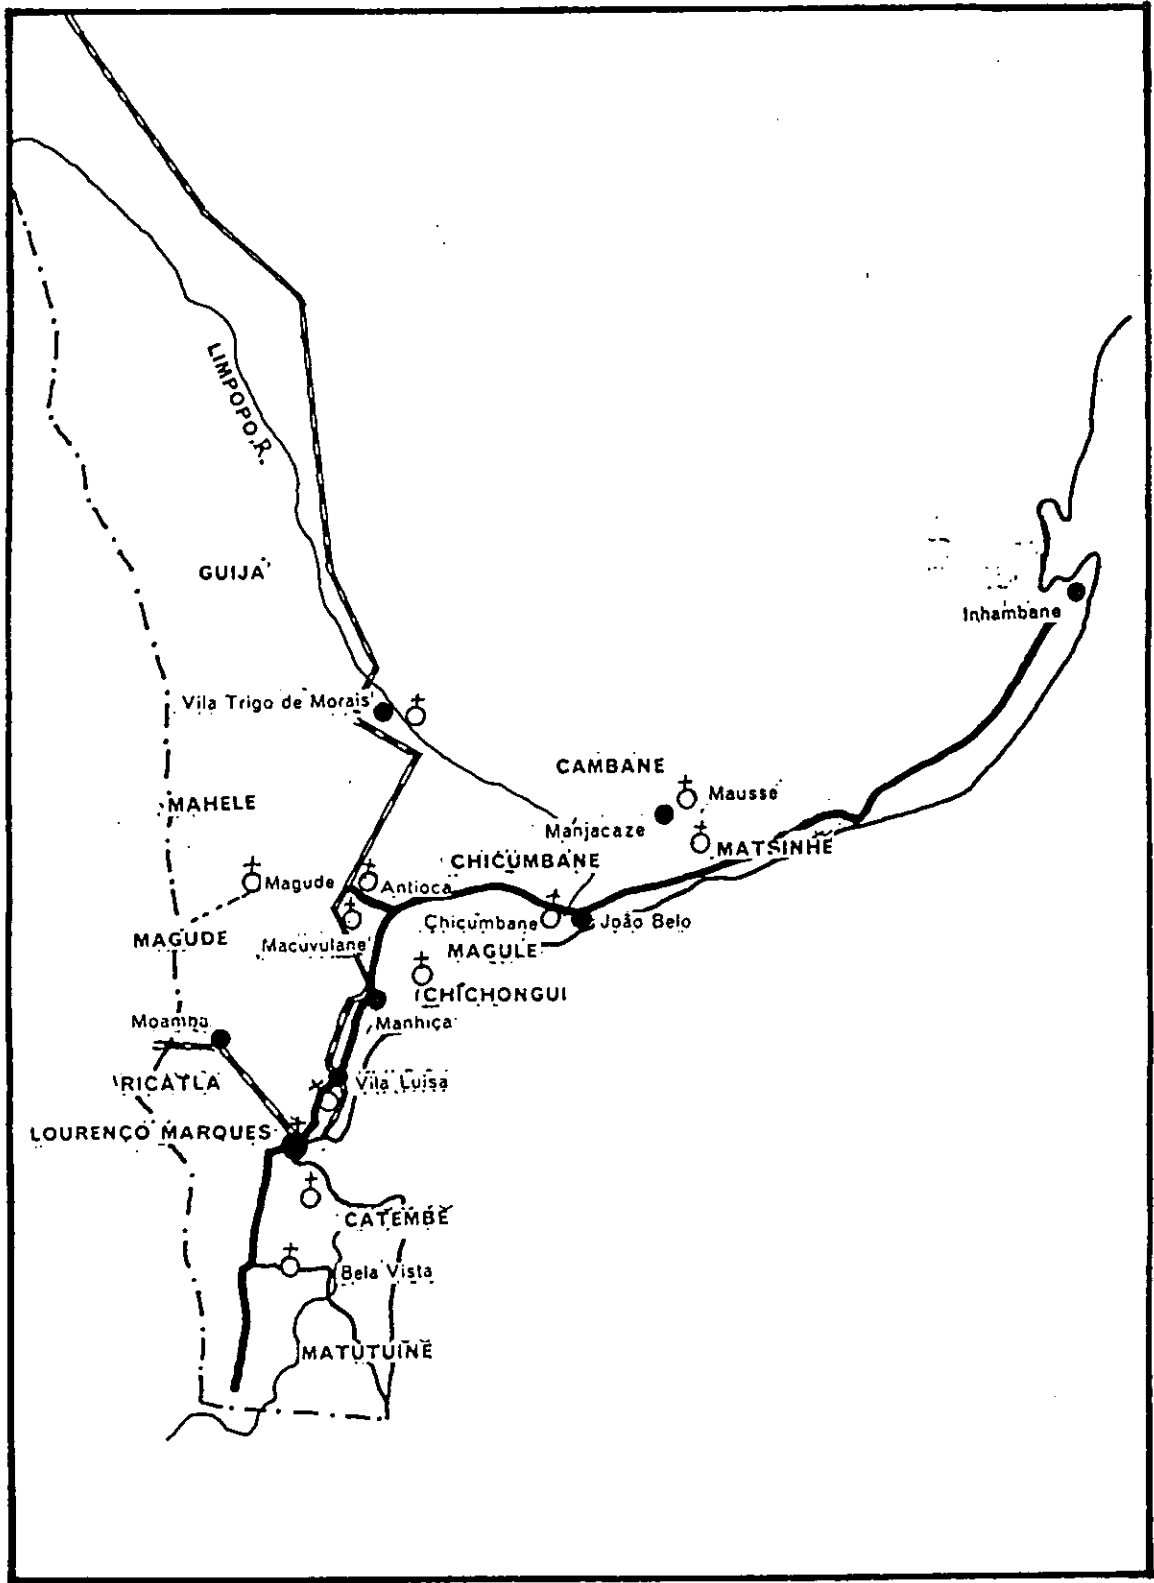 LIMPOPO R.
GUIJÁ
Inhambane
Vila Trigo de Morais
CAMBANE
Mausse
MAHELE
Manjacaze
MATSINHE
CHICUMBANE
Magude
Antioca
Chicumbane
João Belo
MAGUDE
Macuvulane
MAGULE
CHICHONGUI
Moamba
Manhiça
RICATLA
Vila Luisa
LOURENÇO MARQUES
CATEMBE
Bela Vista
MATUTUINE